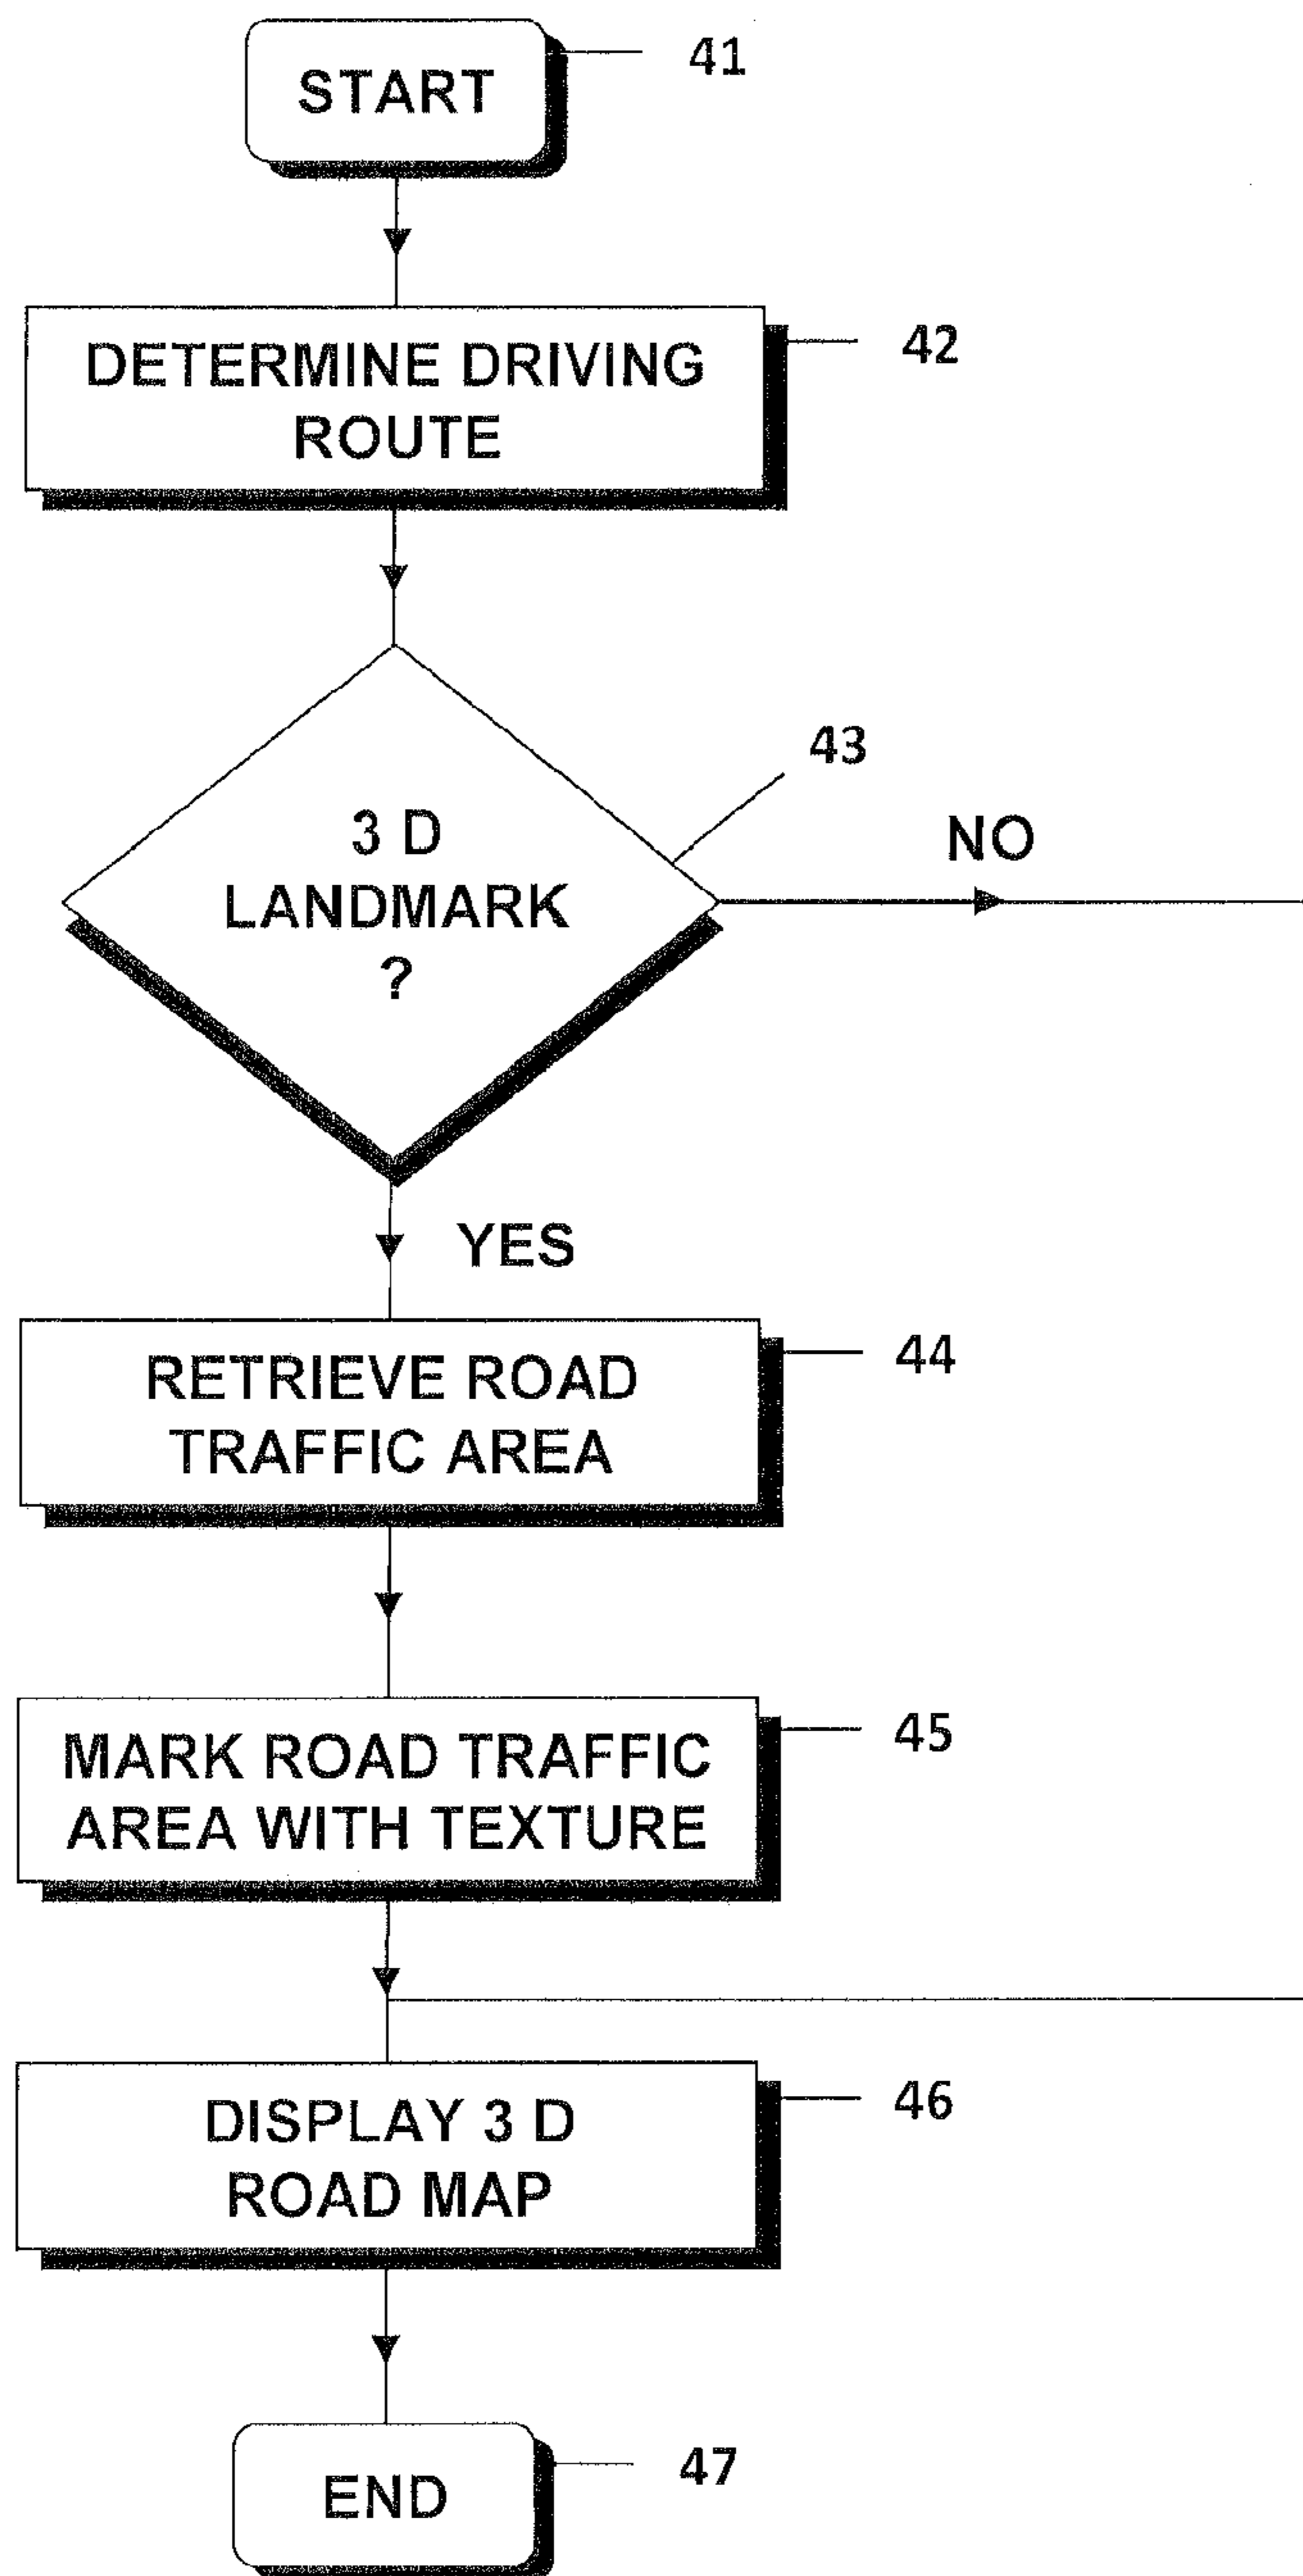 START
41
DETERMINE DRIVING
ROUTE
42
43
3 D
LANDMARK
?
NO
YES
RETRIEVE ROAD
TRAFFIC AREA
44
MARK ROAD TRAFFIC
AREA WITH TEXTURE
45
DISPLAY 3 D
ROAD MAP
46
END
47